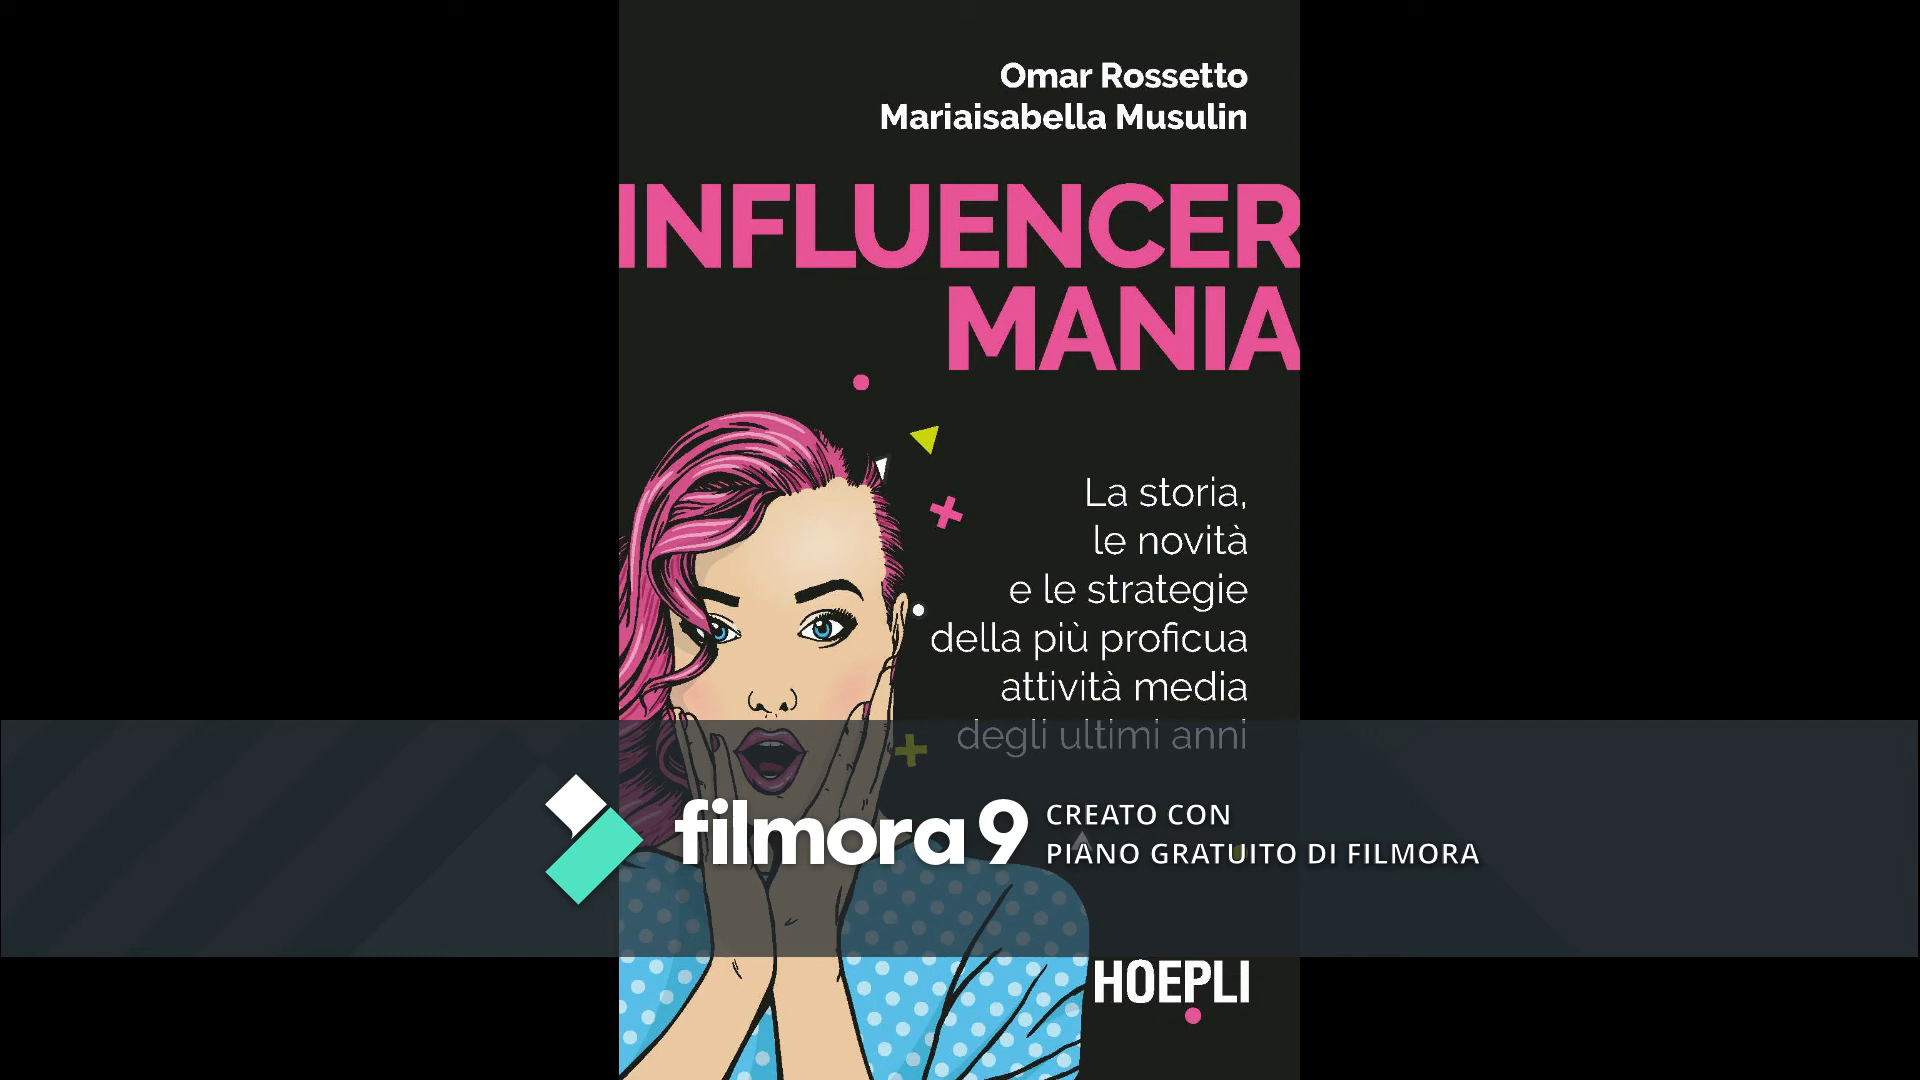 Omar Rossetto
Mariaisabella Musulin
INFLUENCER
MANIA
La storia,
le novità
e le strategie
della più proficua
attività media
degli ultimi anni
filmora 9
CREATO CON
PIANO GRATUITO DI FILMORA
HOEPLI